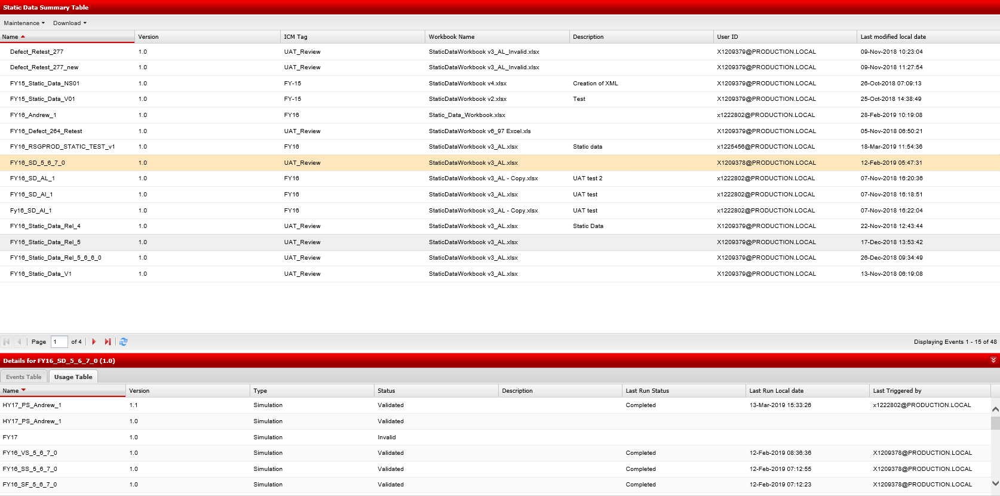 Static Data Summary Table
Maintenance Download
Name Version ICM Tag Workbook Name Description User ID Last modified local date
Defect_Retest_277 1.0 UAT_Review StaticDataWorkbook v3_AL_Invalid.xlsx X1209379@PRODUCTION.LOCAL 09-Nov-2018 10:23:04
Defect_Retest_277_new 1.0 UAT_Review StaticDataWorkbook v3_AL_Invalid.xlsx X1209379@PRODUCTION.LOCAL 09-Nov-2018 11:27:54
FY15_Static_Data_NS01 1.0 FY-15 StaticDataWorkbook v4.xlsx Creation of XML X1209379@PRODUCTION.LOCAL 26-Oct-2018 07:09:13
FY15_Static_Data_V01 1.0 FY-15 StaticDataWorkbook v2.xlsx Test X1209379@PRODUCTION.LOCAL 25-Oct-2018 14:38:49
FY16_Andrew_1 1.0 FY16 Static_Data_Workbook.xlsx x1222802@PRODUCTION.LOCAL 28-Feb-2019 10:19:08
FY16_Defect_264_Retest 1.0 UAT_Review StaticDataWorkbook v6_97 Excel.xls X1209379@PRODUCTION.LOCAL 05-Nov-2018 06:50:21
FY16_RSGPROD_STATIC_TEST_v1 1.0 FY16 StaticDataWorkbook v3_AL.xlsx Static data x1225456@PRODUCTION.LOCAL 18-Mar-2019 11:54:36
FY16_SD_5_6_7_0 1.0 UAT_Review StaticDataWorkbook v3_AL.xlsx X1209378@PRODUCTION.LOCAL 12-Feb-2019 05:47:31
FY16_SD_AL_1 1.0 FY16 StaticDataWorkbook v3_AL - Copy.xlsx UAT test 2 x1222802@PRODUCTION.LOCAL 07-Nov-2018 16:20:36
FY16_SD_Al_1 1.0 FY16 StaticDataWorkbook v3_AL.xlsx UAT test x1222802@PRODUCTION.LOCAL 07-Nov-2018 16:18:51
Fy16_SD_Al_1 1.0 FY16 StaticDataWorkbook v3_AL - Copy.xlsx UAT test x1222802@PRODUCTION.LOCAL 07-Nov-2018 16:22:04
FY16_Static_Data_Rel_4 1.0 UAT_Review StaticDataWorkbook v3_AL.xlsx Static Data X1209379@PRODUCTION.LOCAL 22-Nov-2018 12:43:44
FY16_Static_Data_Rel_5 1.0 UAT_Review StaticDataWorkbook v3_AL.xlsx X1209379@PRODUCTION.LOCAL 17-Dec-2018 13:53:42
FY16_Static_Data_Rel_5_6_6_0 1.0 UAT_Review StaticDataWorkbook v3_AL.xlsx X1209379@PRODUCTION.LOCAL 26-Dec-2018 09:34:49
FY16_Static_Data_V1 1.0 UAT_Review StaticDataWorkbook v3_AL.xlsx X1209379@PRODUCTION.LOCAL 13-Nov-2018 06:19:08
Page 1 of 4 Displaying Events 1 - 15 of 48
Details for FY16_SD_5_6_7_0 (1.0)
Events Table Usage Table
Name Version Type Status Description Last Run Status Last Run Local date Last Triggered by
HY17_PS_Andrew_1 1.1 Simulation Validated Completed 13-Mar-2019 15:33:26 x1222802@PRODUCTION.LOCAL
HY17_PS_Andrew_1 1.0 Simulation Validated
FY17 1.0 Simulation Invalid
FY16_VS_5_6_7_0 1.0 Simulation Validated Completed 12-Feb-2019 08:36:36 X1209378@PRODUCTION.LOCAL
FY16_SS_5_6_7_0 1.0 Simulation Validated Completed 12-Feb-2019 07:12:55 X1209378@PRODUCTION.LOCAL
FY16_SF_5_6_7_0 1.0 Simulation Validated Completed 12-Feb-2019 07:12:23 X1209378@PRODUCTION.LOCAL